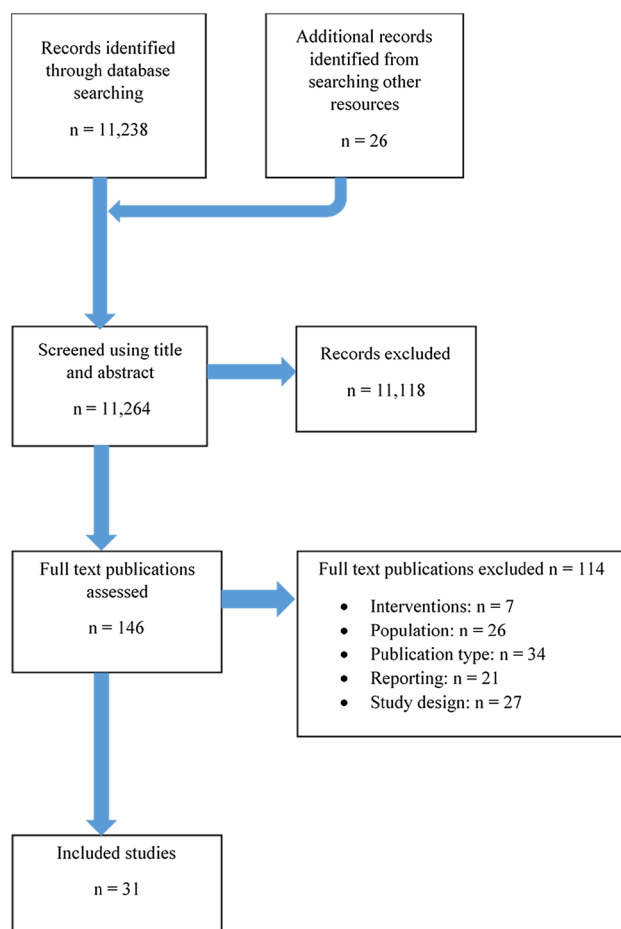 Records identified
through database
searching
n = 11,238
Additional records
identified from
searching other
resources
n = 26
Screened using title
and abstract
n = 11,264
Records excluded
n = 11,118
Full text publications
assessed
n = 146
Full text publications excluded n = 114
• Interventions: n = 7
• Population: n = 26
• Publication type: n = 34
• Reporting: n = 21
• Study design: n = 27
Included studies
n = 31